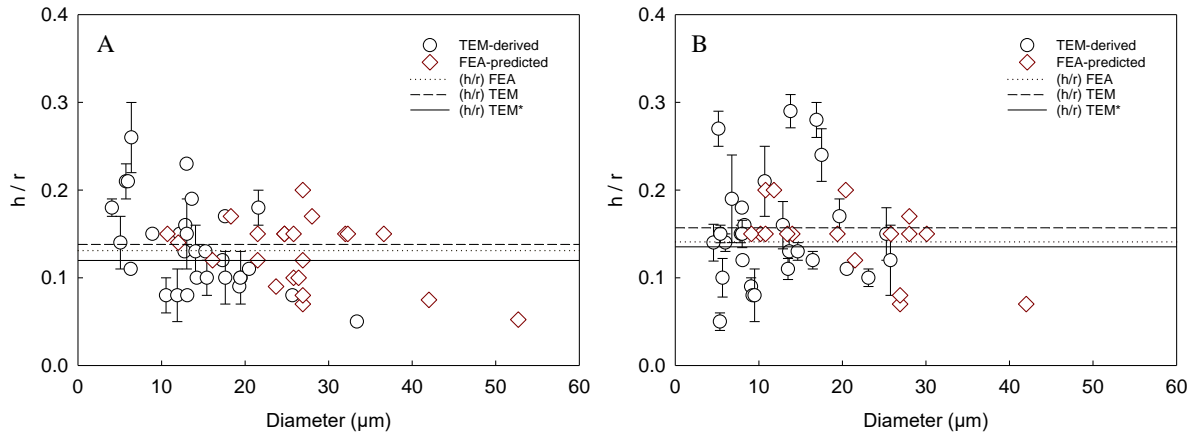 0.4
0.3
0.2
0.1
0.0
h / r
A
TEM-derived
FEA-predicted
(h/r) FEA
(h/r) TEM
(h/r) TEM*
0 10 20 30 40 50 60
Diameter (µm)
0.4
0.3
0.2
0.1
0.0
h / r
B
TEM-derived
FEA-predicted
(h/r) FEA
(h/r) TEM
(h/r) TEM*
0 10 20 30 40 50 60
Diameter (µm)